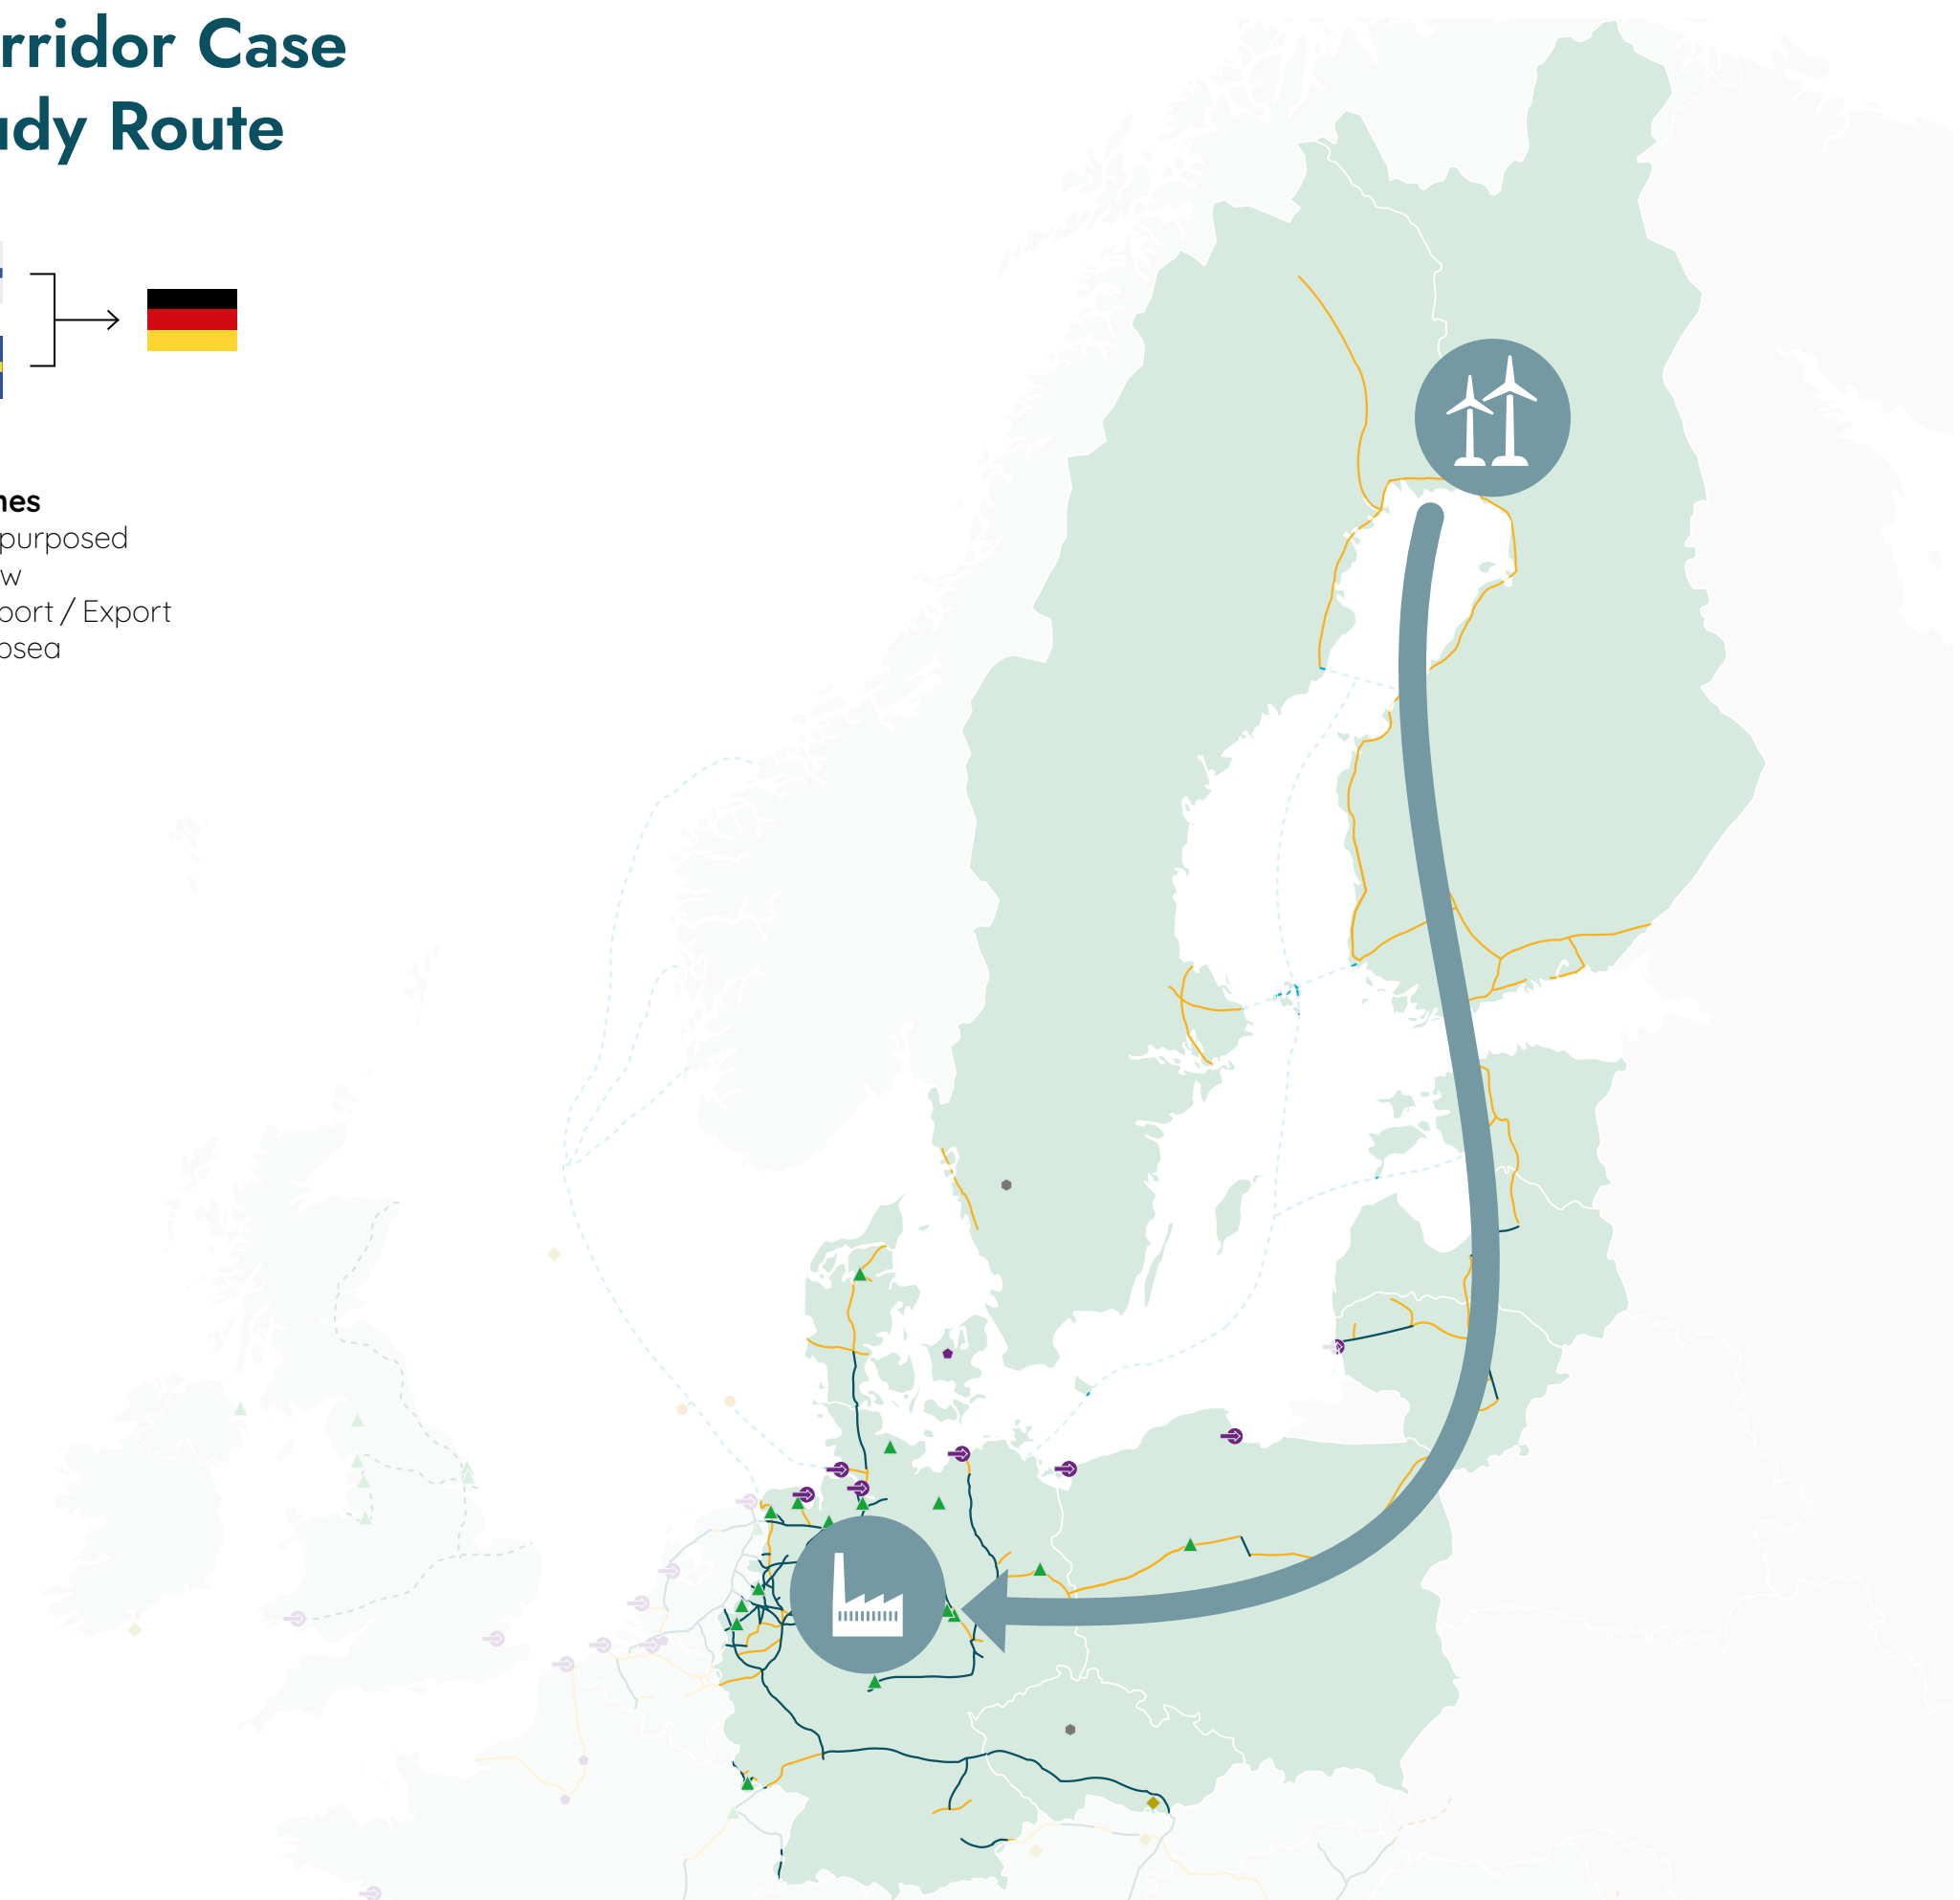 rridor Case
udy Route
nes
purposed
w
port / Export
bsea